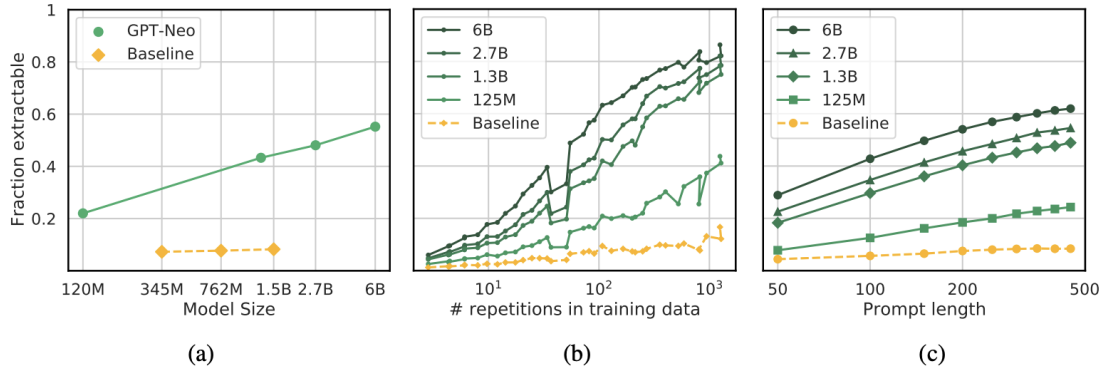 Fraction extractable
1
0.8
0.6
0.4
0.2
GPT-Neo
Baseline
120M 345M 762M 1.5B 2.7B 6B
Model Size
(a)
6B
2.7B
1.3B
125M
Baseline
10¹ 10² 10³
# repetitions in training data
(b)
6B
2.7B
1.3B
125M
Baseline
50 100 200 500
Prompt length
(c)